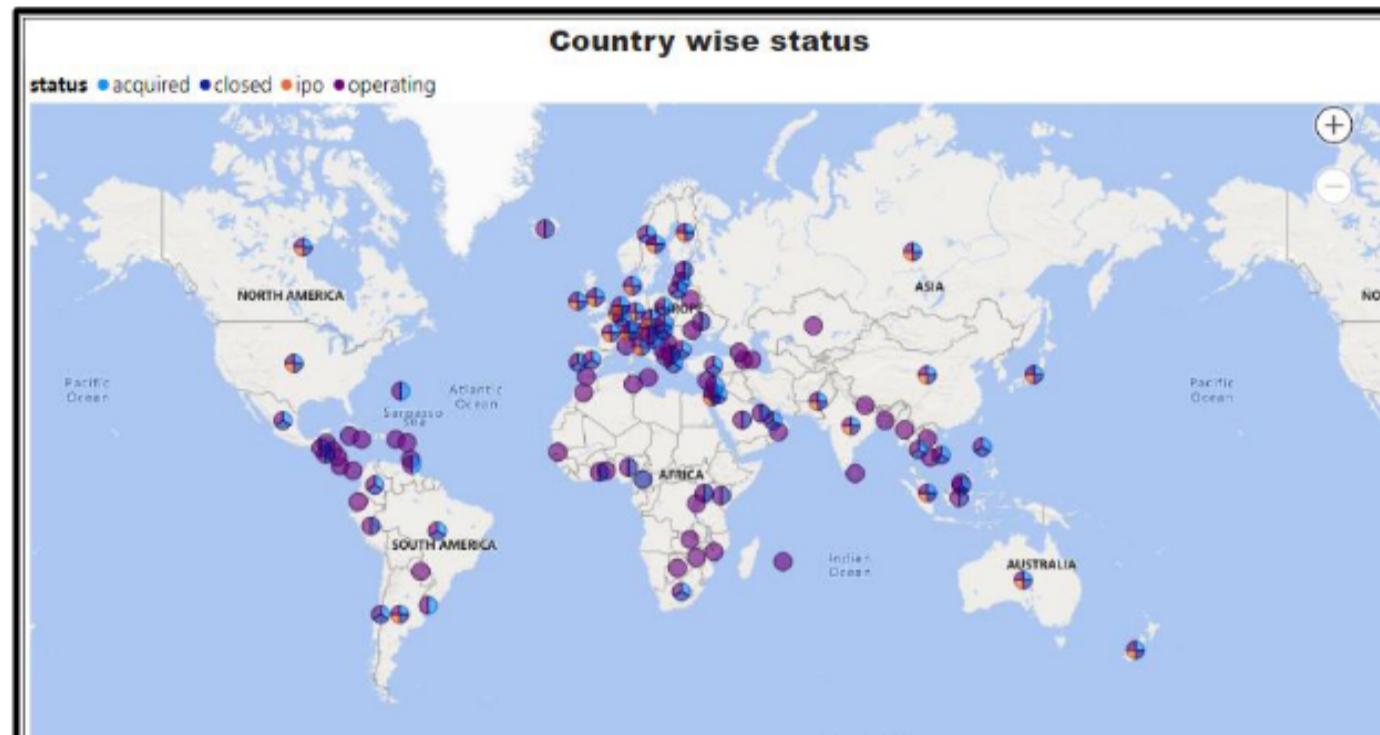 Country wise status
status acquired closed ipo operating
+
−
ASIA
NORTH AMERICA
NO
Pacific Ocean
Atlantic Ocean
Pacific Ocean
Sargasso Sea
AFRICA
SOUTH AMERICA
Indian Ocean
AUSTRALIA